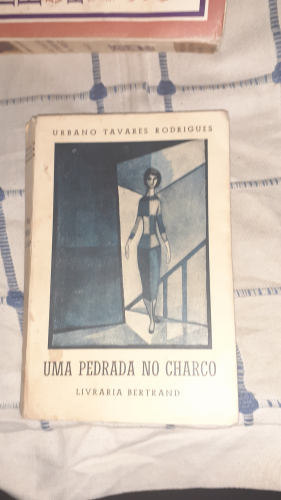 URBANO TAVARES RODRIGUES
UMA PEDRADA NO CHARCO
LIVRARIA BERTRAND